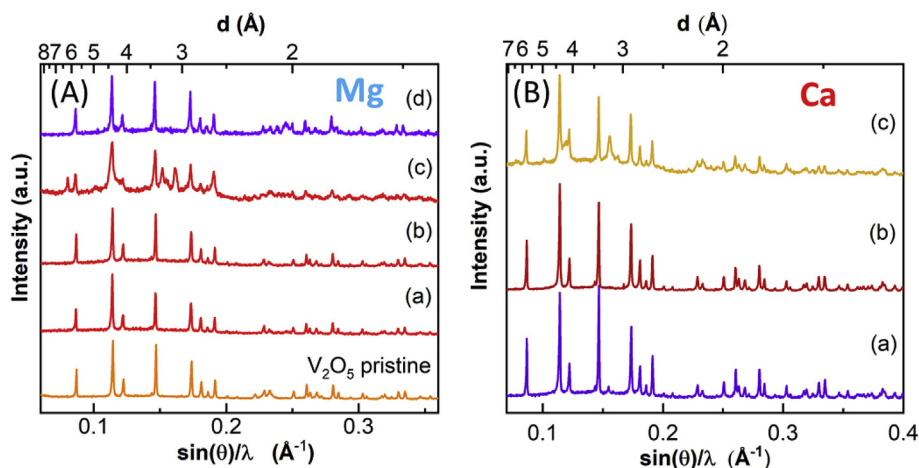 d (Å)
8 7 6 5 4 3 2
(A)
Mg
(d)
(c)
(b)
(a)
V₂O₅ pristine
Intensity (a.u.)
0.1 0.2 0.3
sin(θ)/λ (Å⁻¹)
d (Å)
7 6 5 4 3 2
(B)
Ca
(c)
(b)
(a)
Intensity (a.u.)
0.1 0.2 0.3 0.4
sin(θ)/λ (Å⁻¹)